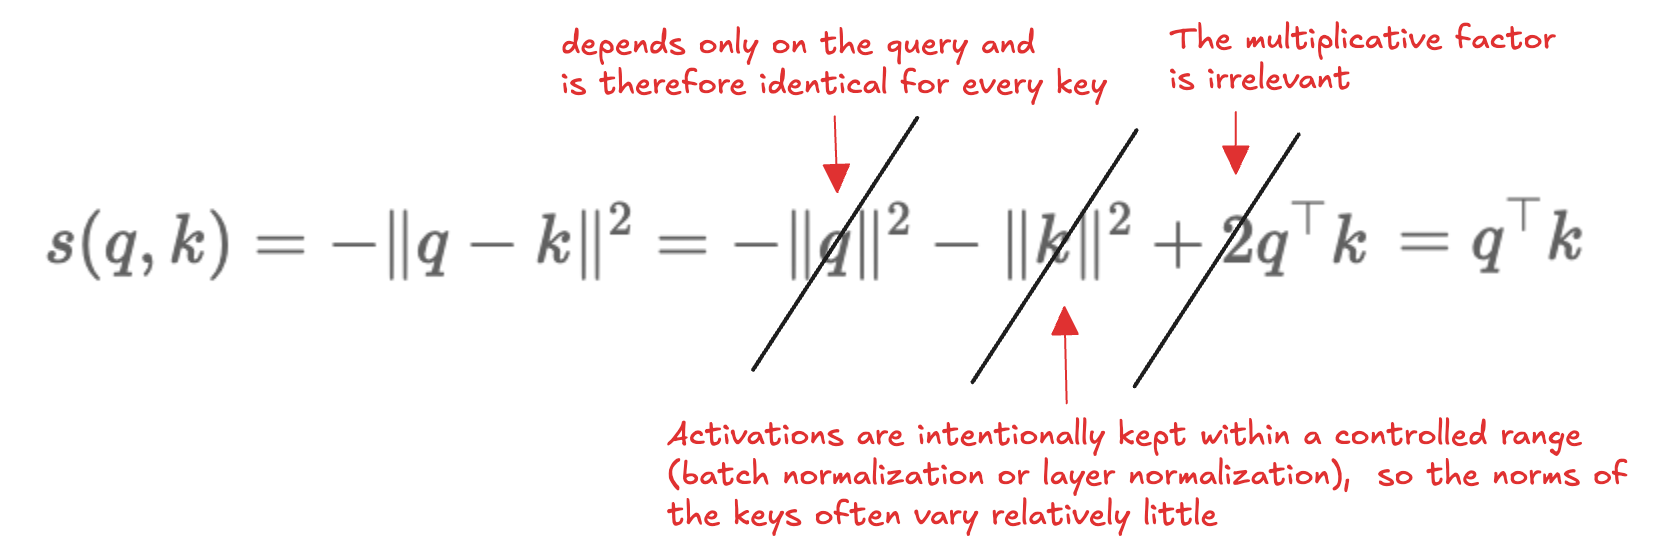 depends only on the query and
is therefore identical for every key
The multiplicative factor
is irrelevant
s(q, k) = −‖q − k‖² = −‖q‖² − ‖k‖² + 2q⊤k = q⊤k
Activations are intentionally kept within a controlled range
(batch normalization or layer normalization), so the norms of
the keys often vary relatively little